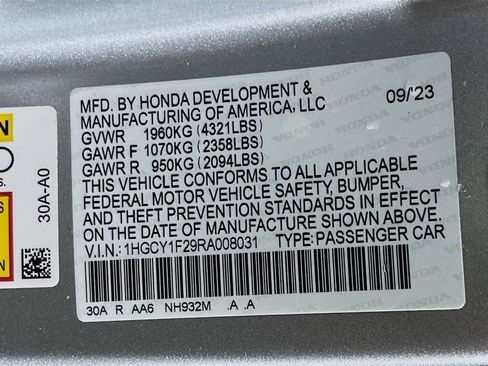 MFD. BY HONDA DEVELOPMENT &
MANUFACTURING OF AMERICA, LLC
09/'23
GVWR 1960KG (4321LBS)
GAWR F 1070KG (2358LBS)
GAWR R 950KG (2094LBS)
THIS VEHICLE CONFORMS TO ALL APPLICABLE
FEDERAL MOTOR VEHICLE SAFETY, BUMPER,
AND THEFT PREVENTION STANDARDS IN EFFECT
ON THE DATE OF MANUFACTURE SHOWN ABOVE.
V.I.N.: 1HGCY1F29RA008031 TYPE: PASSENGER CAR
30A R AA6 NH932M .A .A
30A-A0